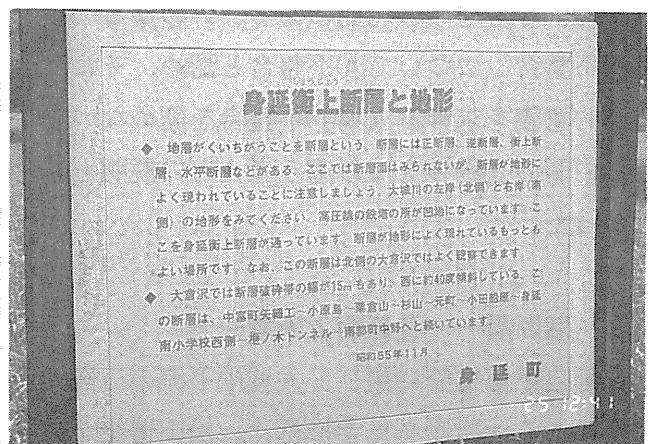 しょうじょう
身延衝上断層と地形
◆ 地層がくいちがうことを断層という。断層には正断層、逆断層、衝上断
層、水平断層などがある。ここでは断層面はみられないが、断層が地形に
よく現われていることに注意しましょう。大城川の左岸(北側)と右岸(南
側)の地形をみてください。高圧線の鉄塔の所が凹地になっています。こ
こを身延衝上断層が通っています。断層が地形によく現れているもっとも
よい場所です。なお、この断層は北側の大倉沢ではよく観察できます。
◆ 大倉沢では断層破砕帯の幅が15mもあり、西に約40度傾斜している。こ
の断層は、中富町矢細工~小原島~粟倉山~杉山~元町~小田船原~身延
南小学校西側~椎ノ木トンネル~南部町中野へと続いています。
昭和55年11月
身延町
25 12:41